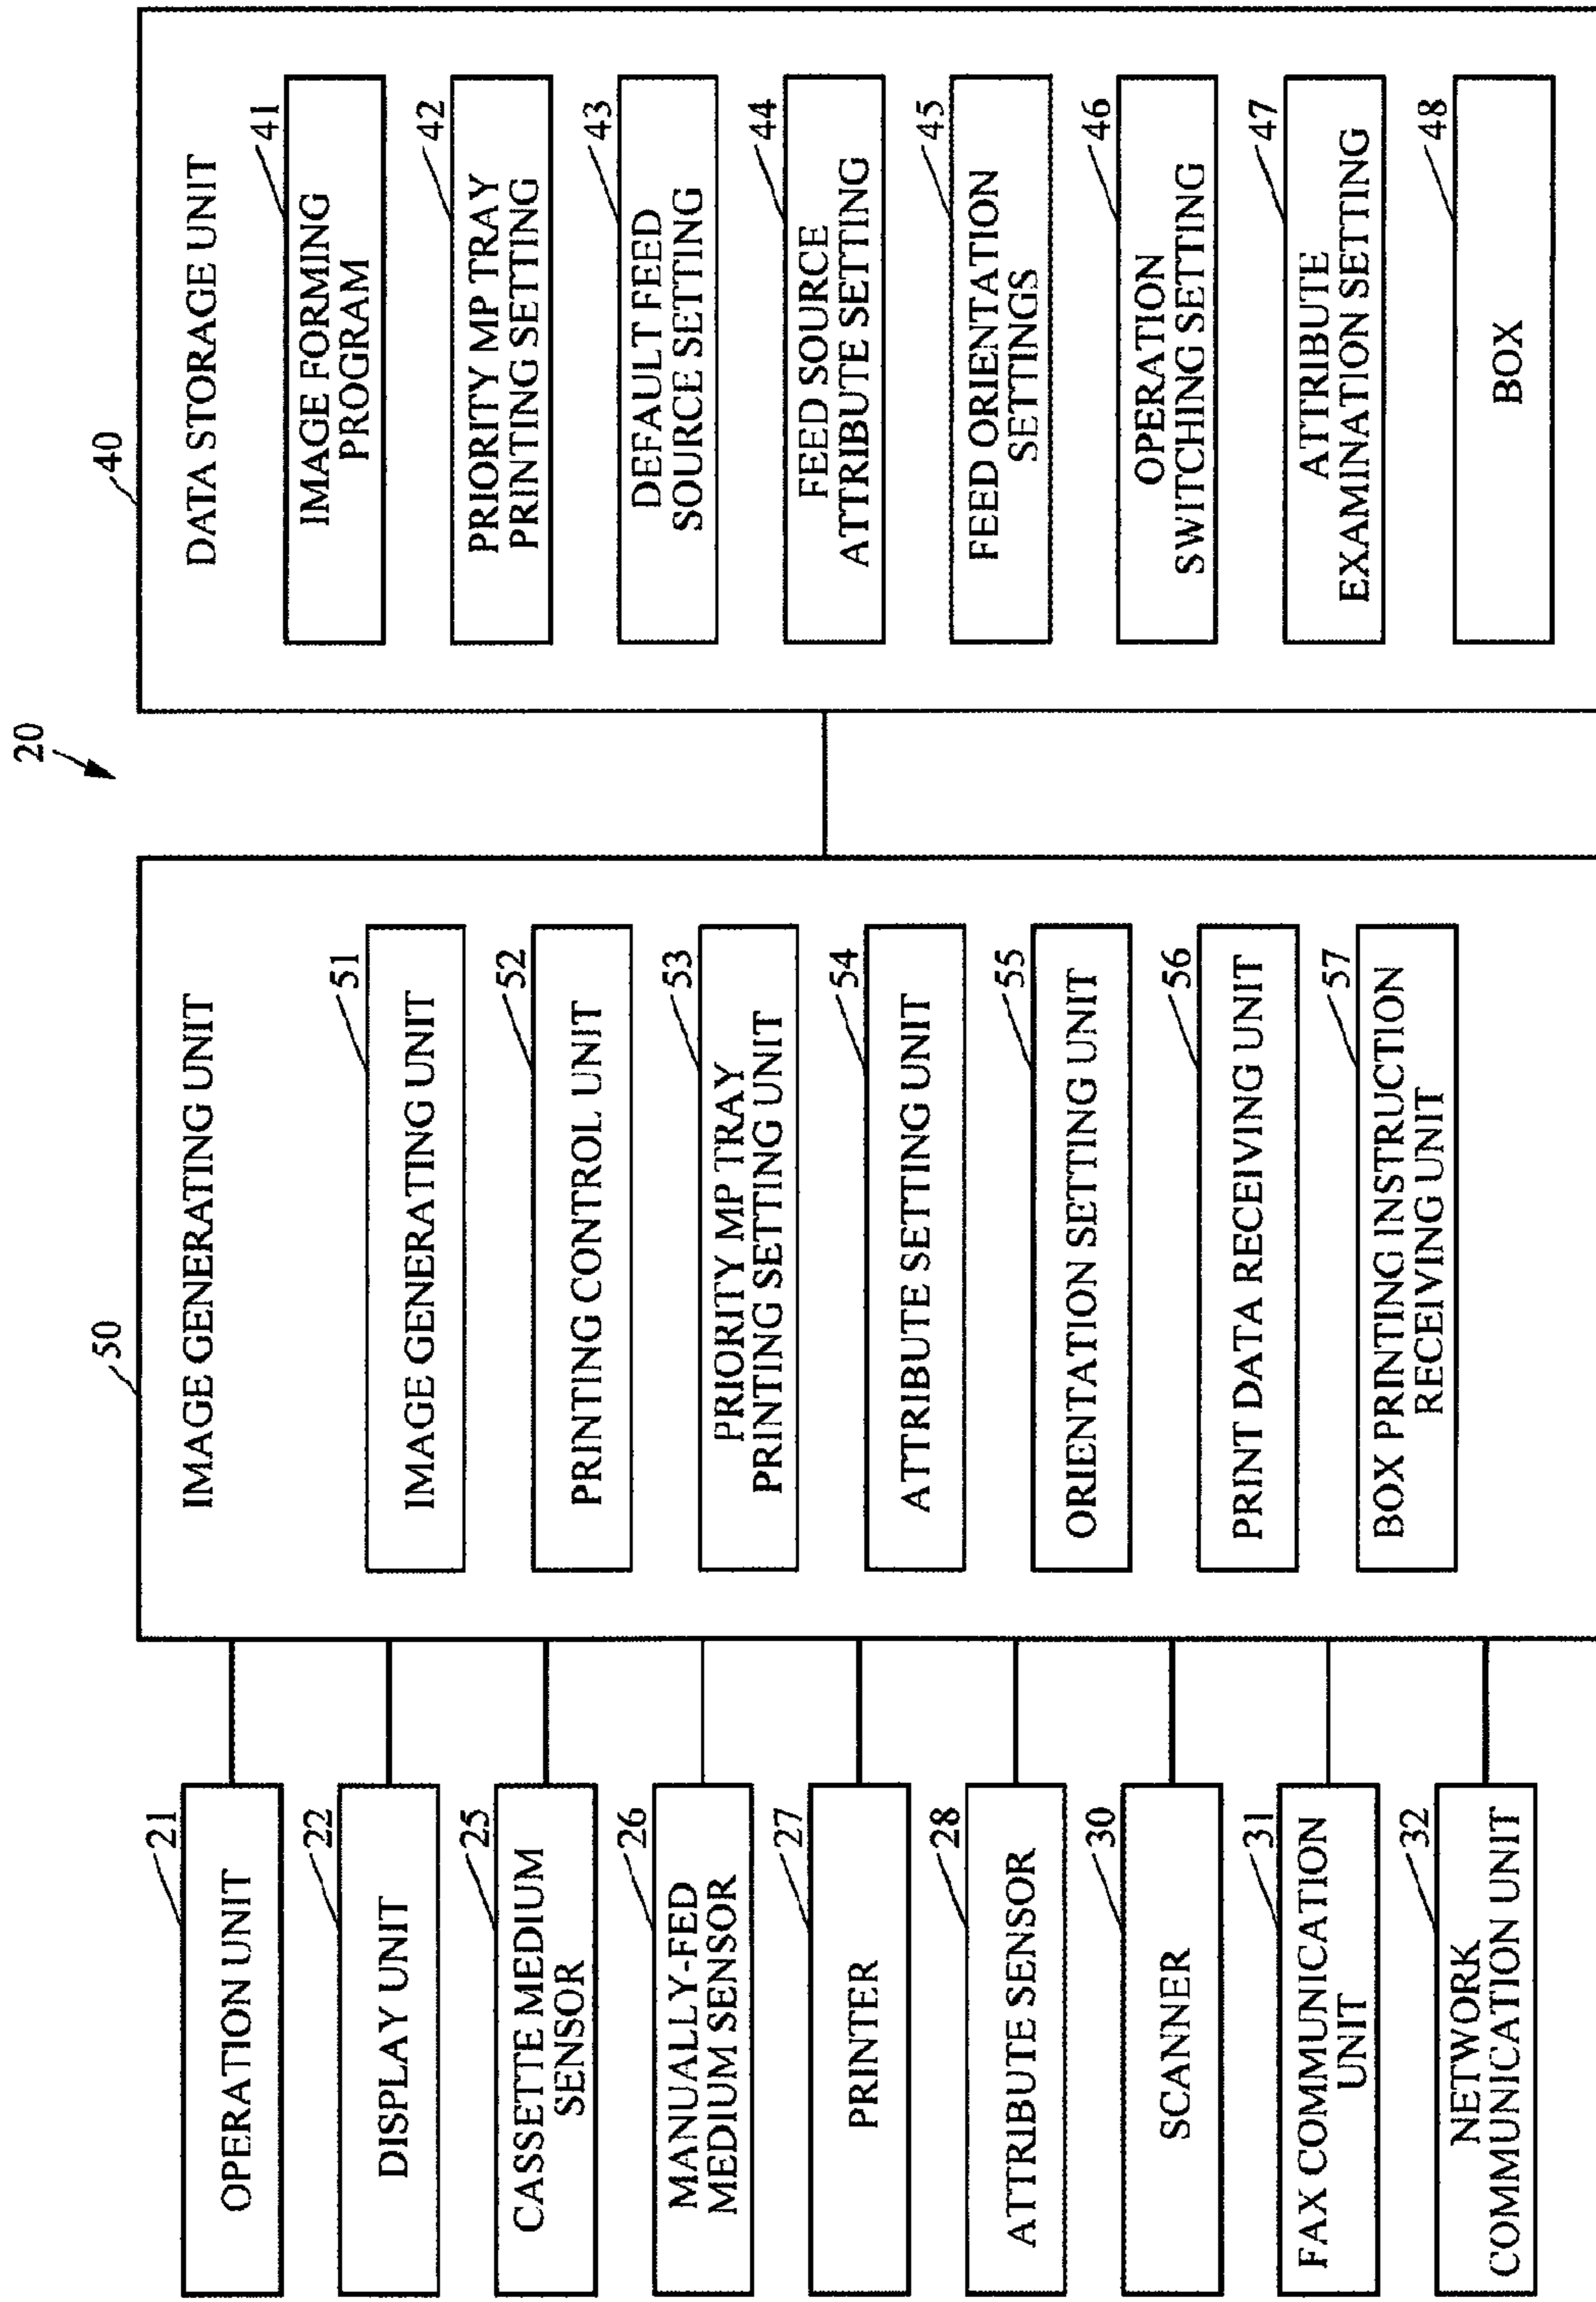 20
21
OPERATION UNIT
22
DISPLAY UNIT
25
CASSETTE MEDIUM
SENSOR
26
MANUALLY-FED
MEDIUM SENSOR
27
PRINTER
28
ATTRIBUTE SENSOR
30
SCANNER
31
FAX COMMUNICATION
UNIT
32
NETWORK
COMMUNICATION UNIT
50
IMAGE GENERATING UNIT
51
IMAGE GENERATING UNIT
52
PRINTING CONTROL UNIT
53
PRIORITY MP TRAY
PRINTING SETTING UNIT
54
ATTRIBUTE SETTING UNIT
55
ORIENTATION SETTING UNIT
56
PRINT DATA RECEIVING UNIT
57
BOX PRINTING INSTRUCTION
RECEIVING UNIT
40
DATA STORAGE UNIT
41
IMAGE FORMING
PROGRAM
42
PRIORITY MP TRAY
PRINTING SETTING
43
DEFAULT FEED
SOURCE SETTING
44
FEED SOURCE
ATTRIBUTE SETTING
45
FEED ORIENTATION
SETTINGS
46
OPERATION
SWITCHING SETTING
47
ATTRIBUTE
EXAMINATION SETTING
48
BOX